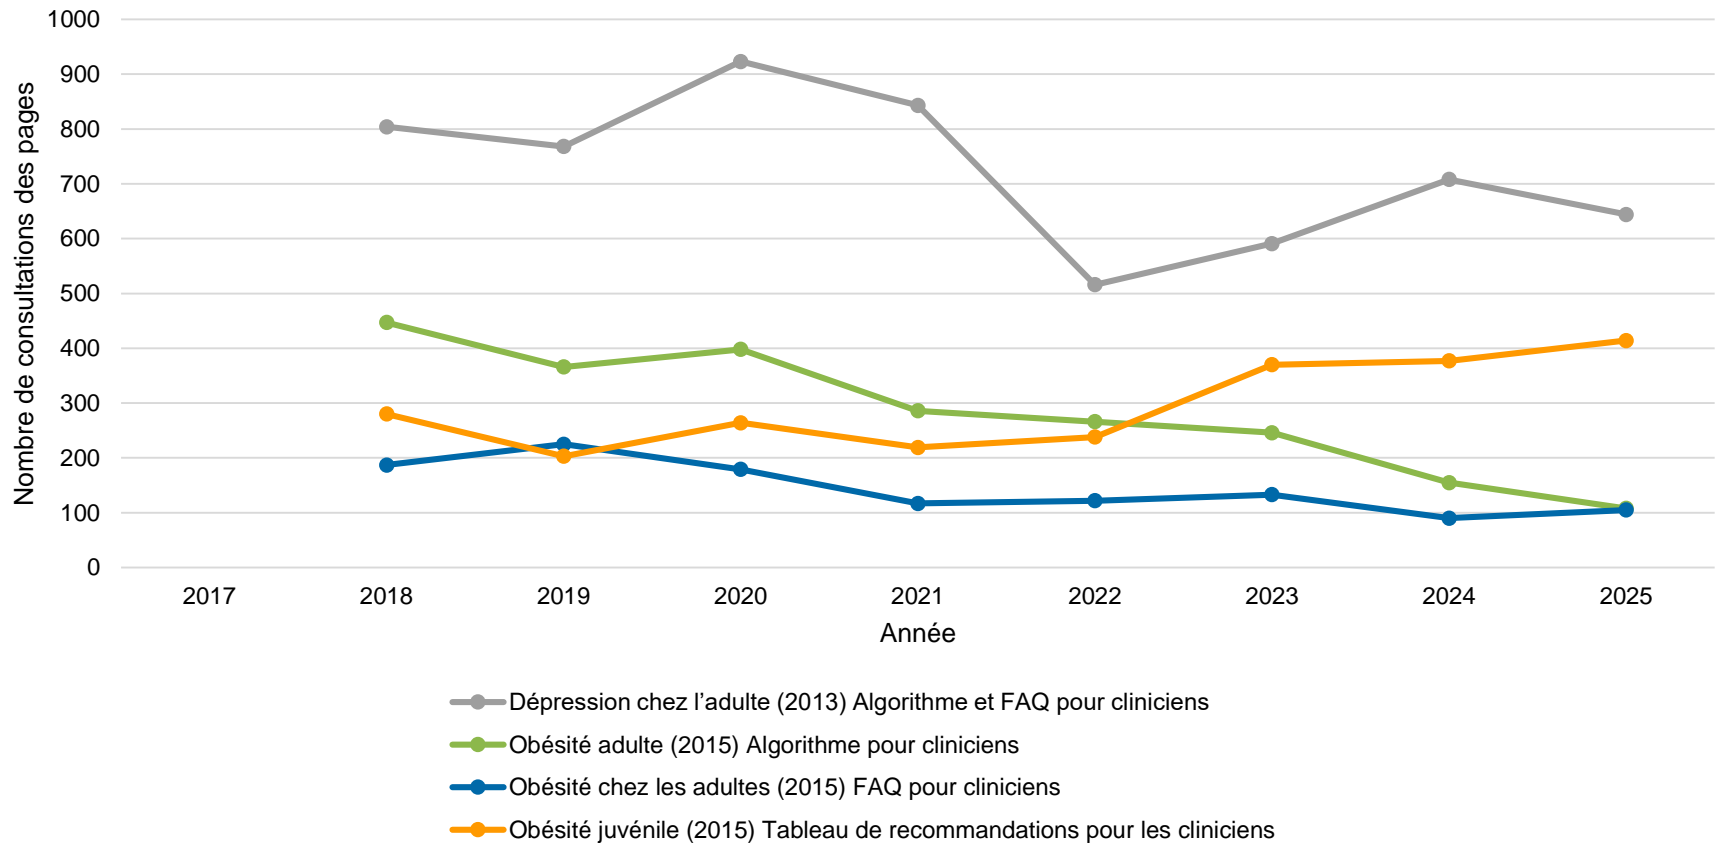 1000
900
800
700
600
500
400
300
200
100
0
Nombre de consultations des pages
2017 2018 2019 2020 2021 2022 2023 2024 2025
Année
Dépression chez l’adulte (2013) Algorithme et FAQ pour cliniciens
Obésité adulte (2015) Algorithme pour cliniciens
Obésité chez les adultes (2015) FAQ pour cliniciens
Obésité juvénile (2015) Tableau de recommandations pour les cliniciens